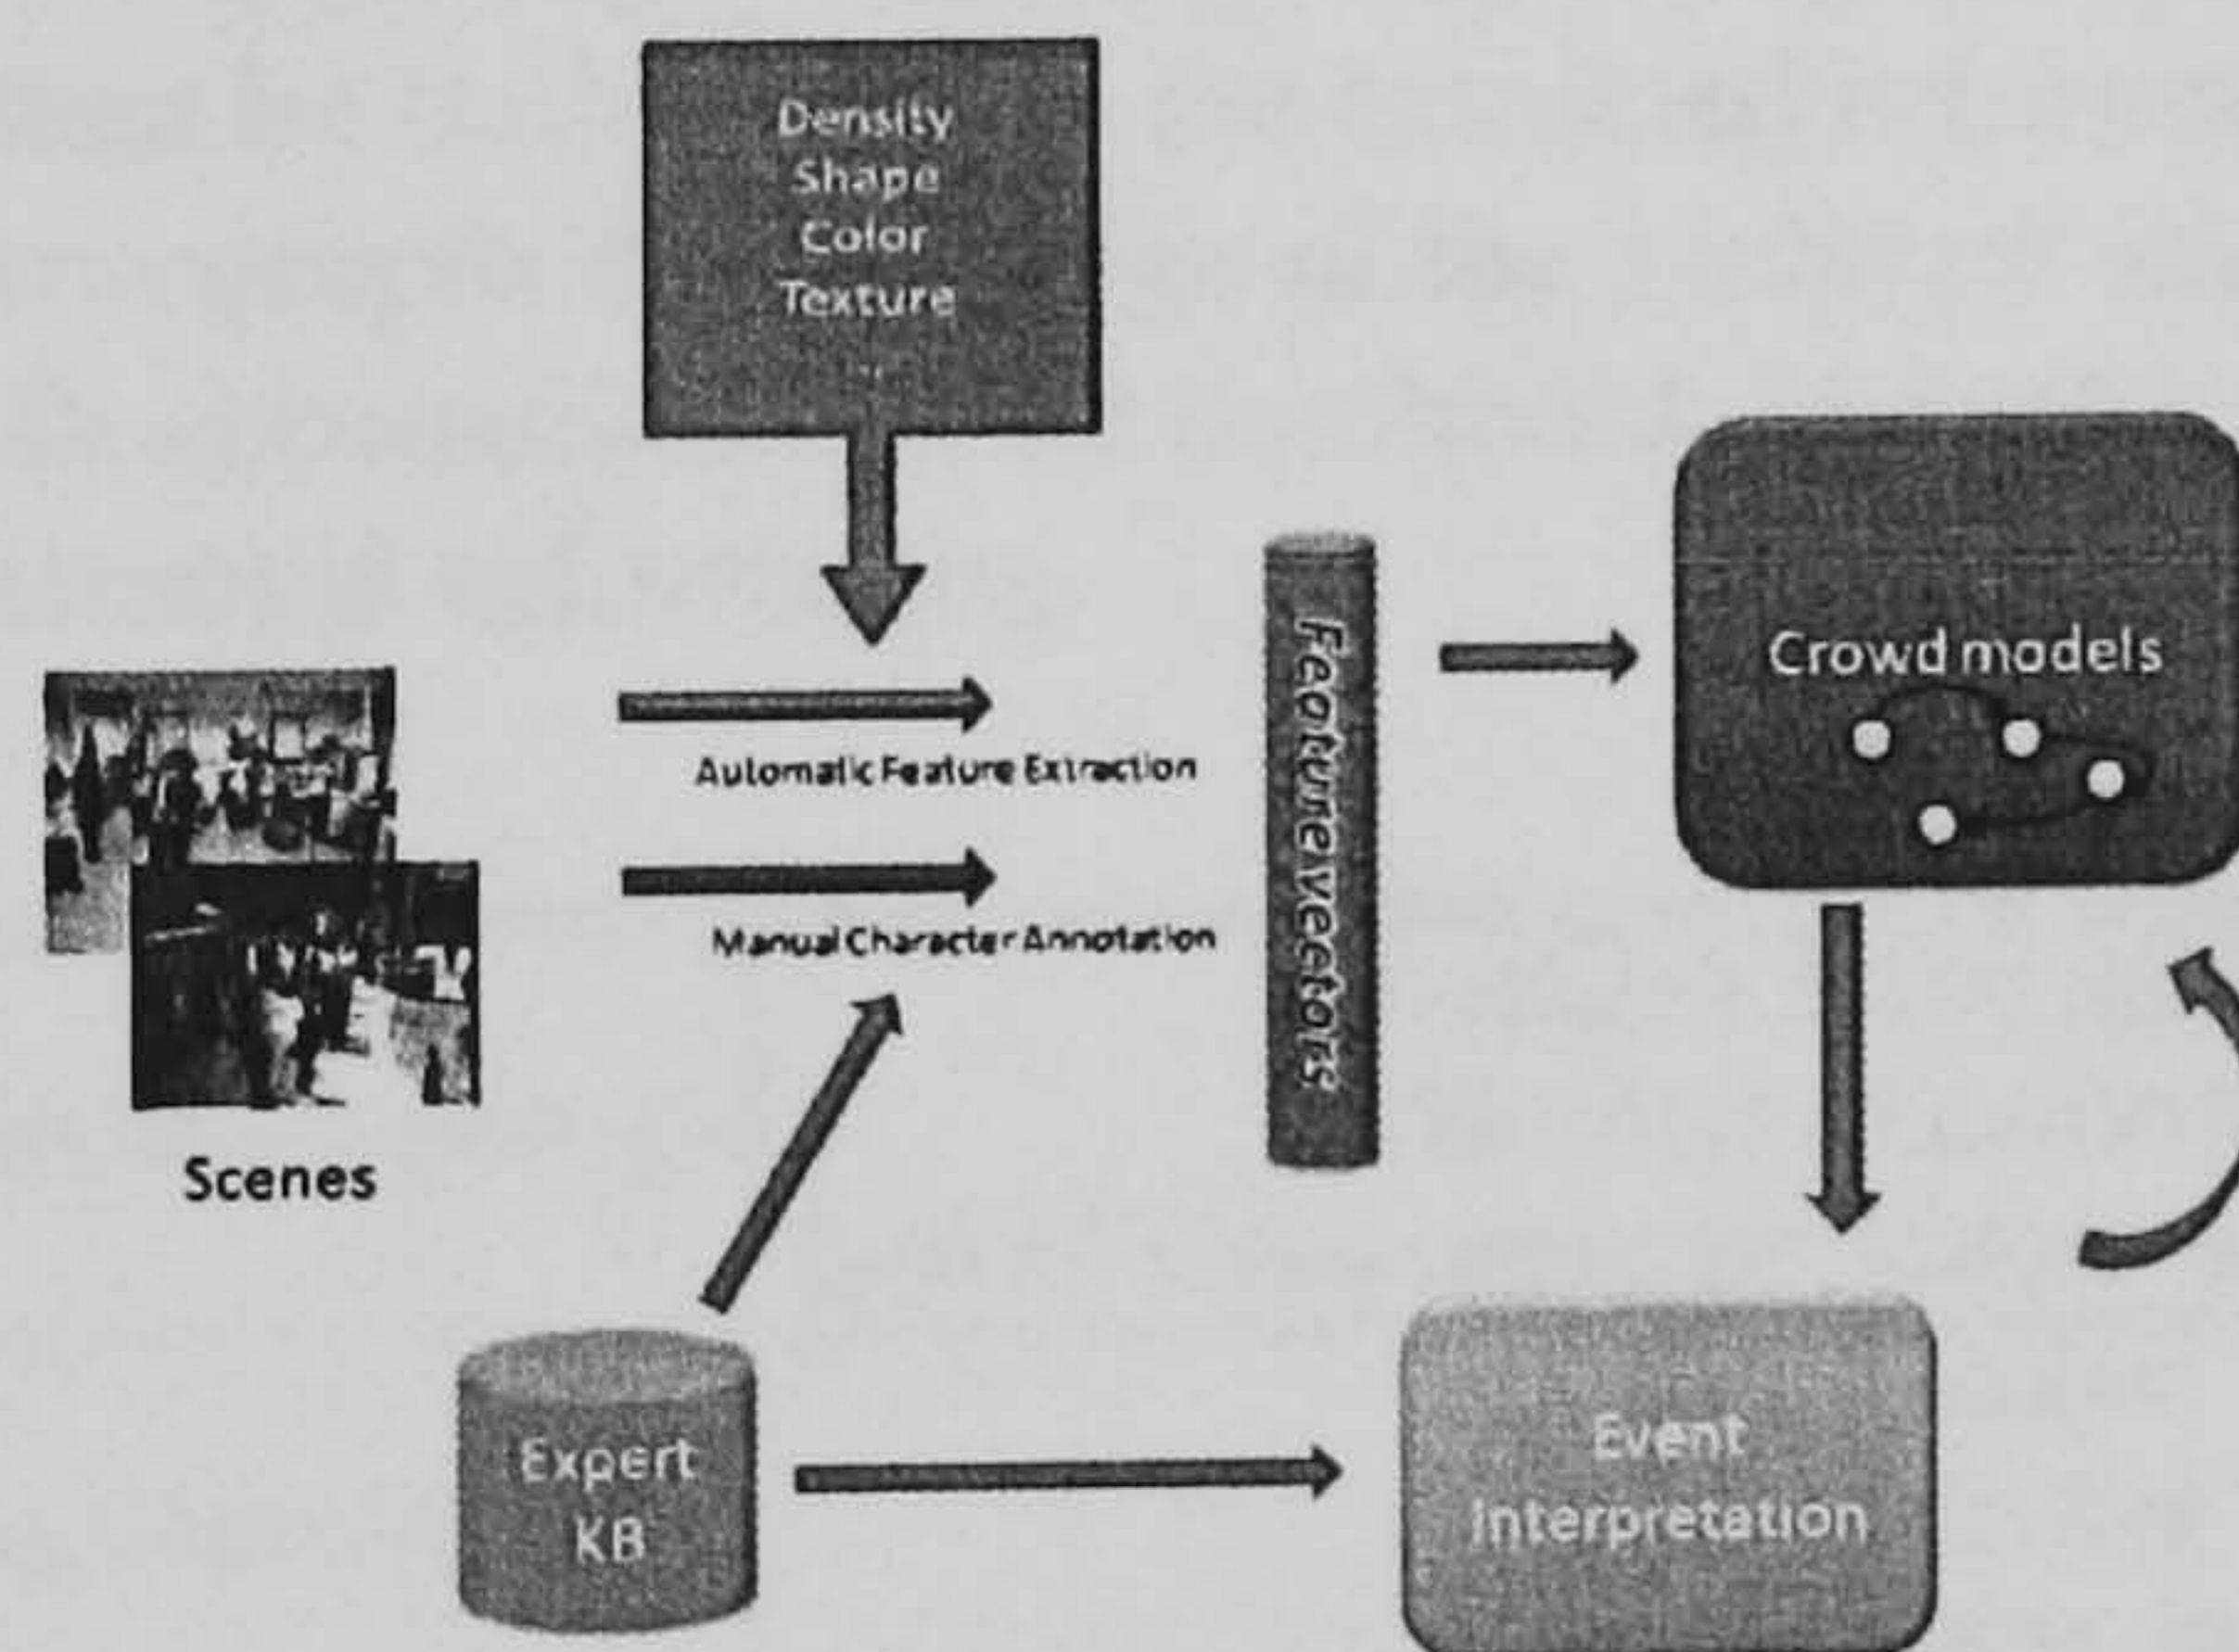 Density
Shape
Color
Texture
...
Crowd models
Feature vectors
Automatic Feature Extraction
Manual Character Annotation
Scenes
Expert
KB
Event
Interpretation